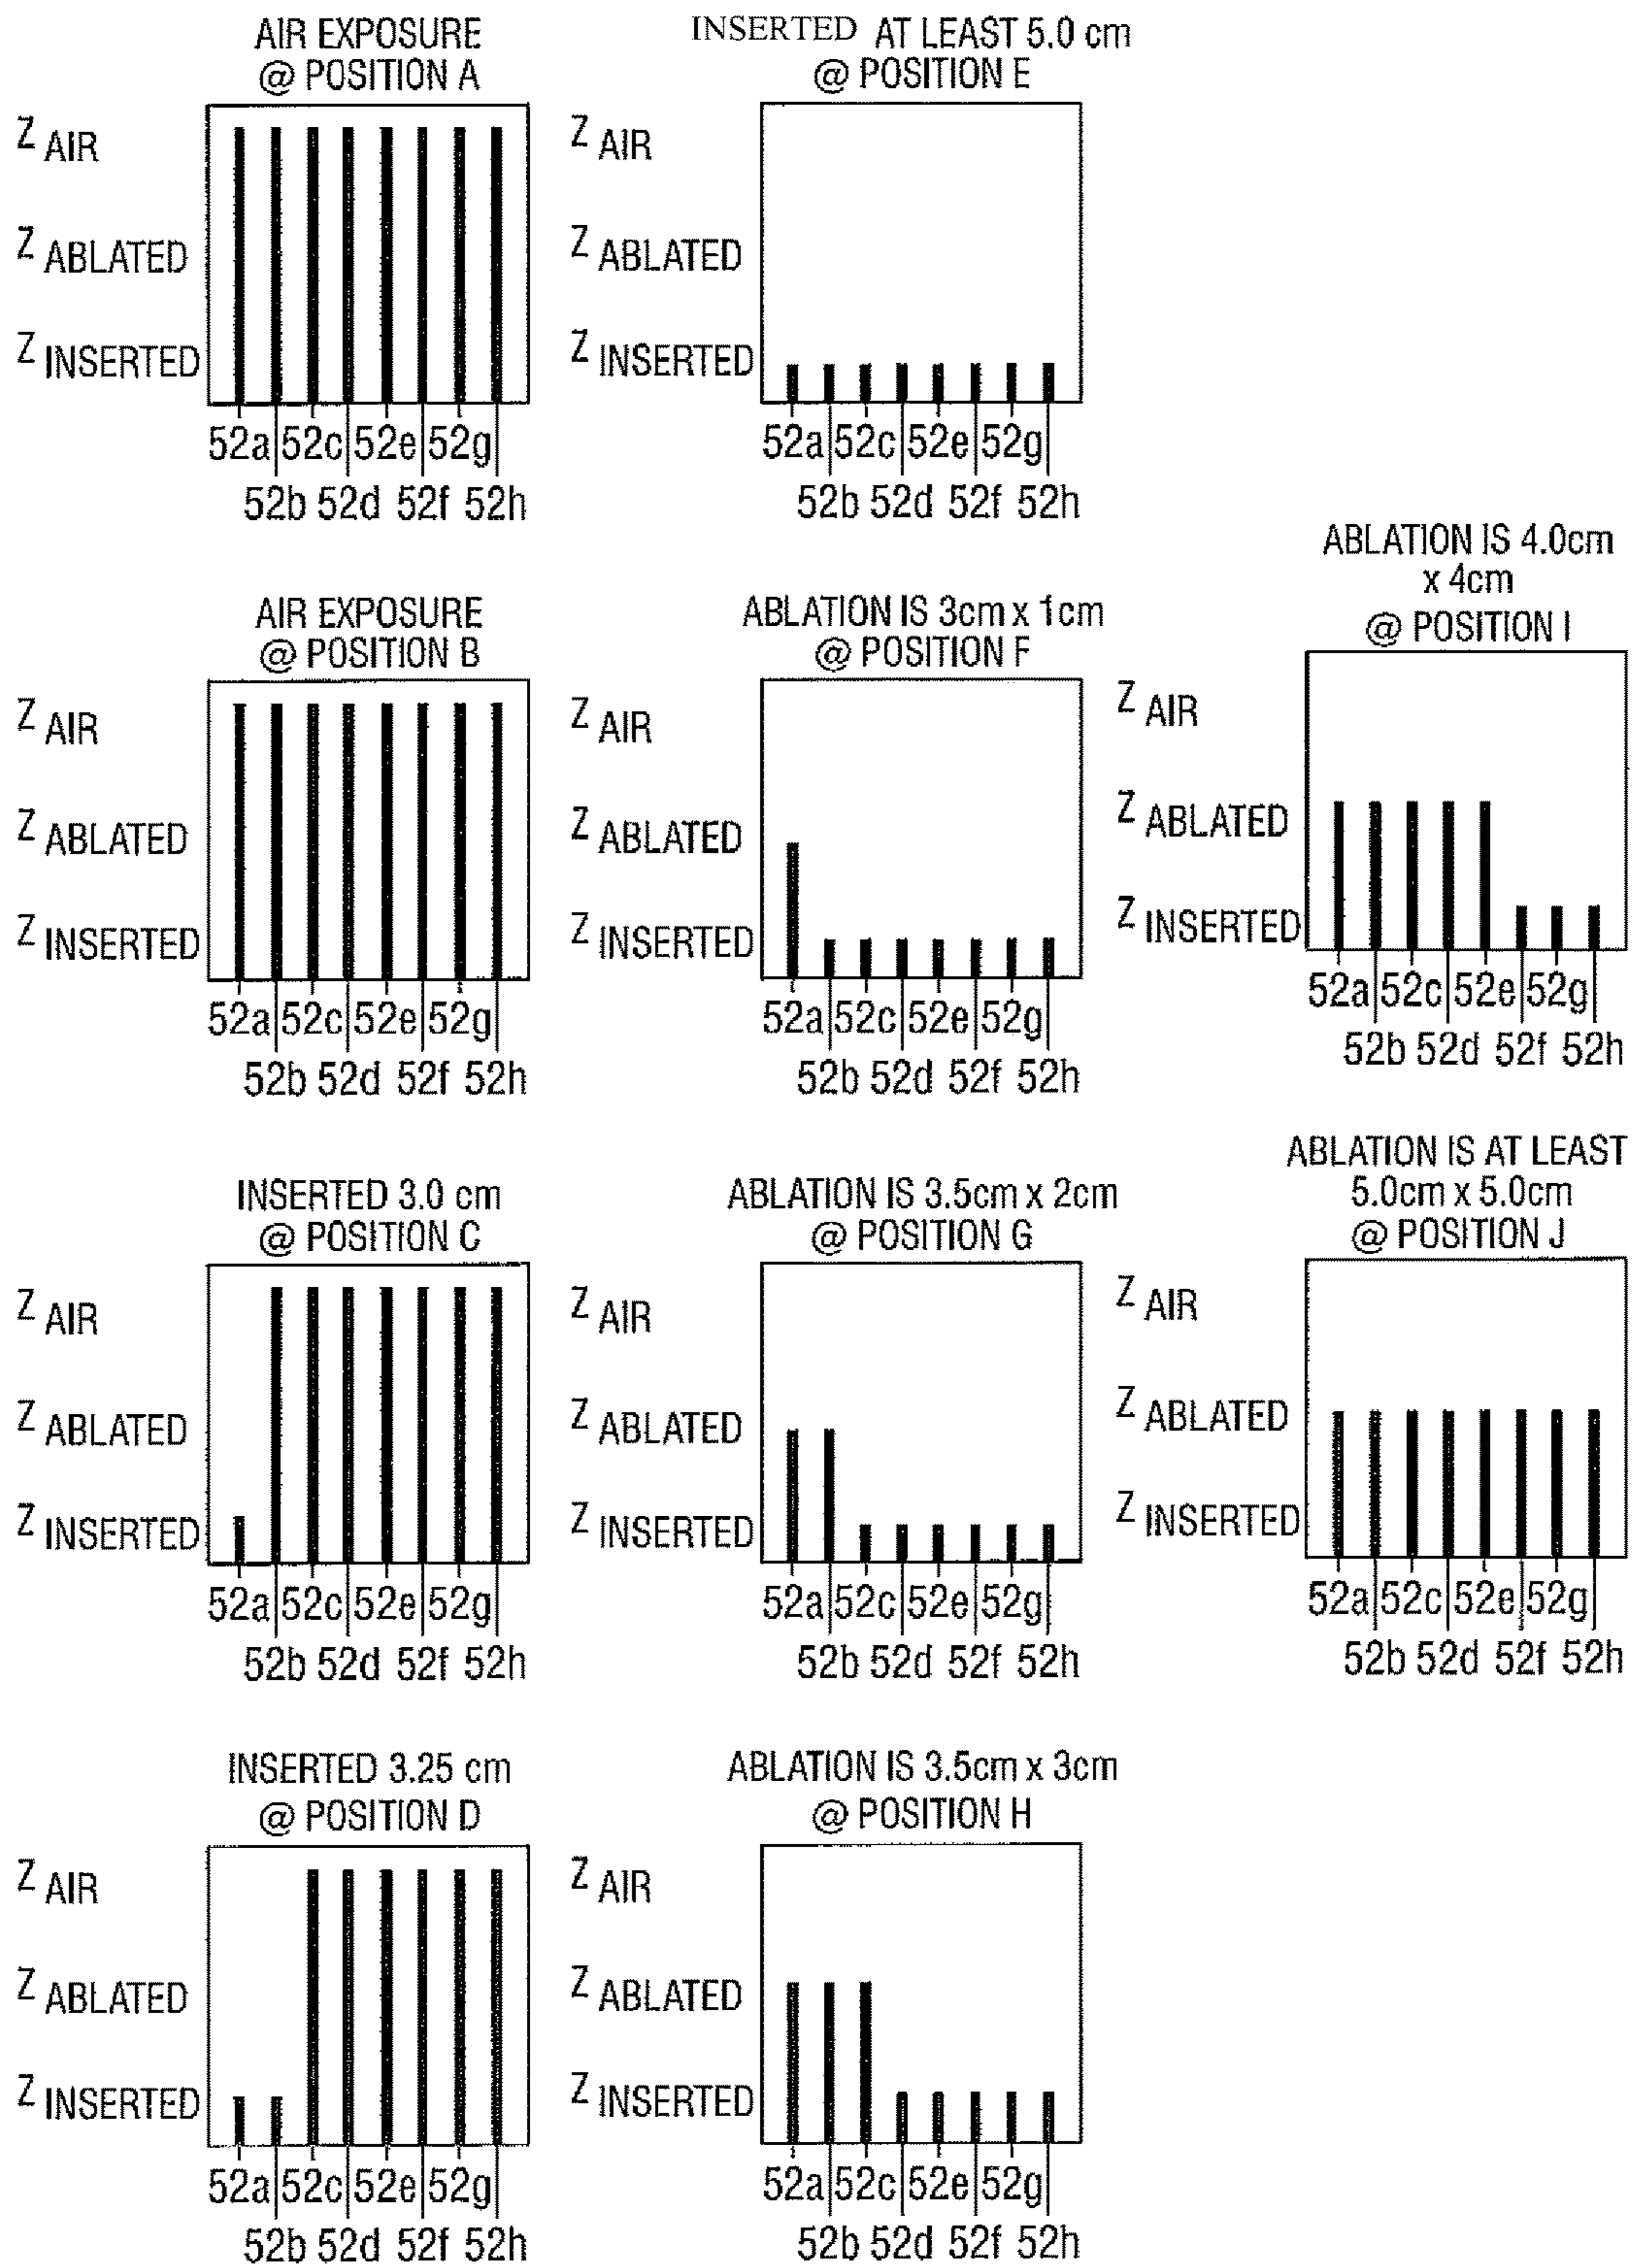 AIR EXPOSURE
@ POSITION A
Z AIR
Z ABLATED
Z INSERTED
52a 52c 52e 52g
52b 52d 52f 52h
INSERTED AT LEAST 5.0 cm
@ POSITION E
Z AIR
Z ABLATED
Z INSERTED
52a 52c 52e 52g
52b 52d 52f 52h
AIR EXPOSURE
@ POSITION B
Z AIR
Z ABLATED
Z INSERTED
52a 52c 52e 52g
52b 52d 52f 52h
ABLATION IS 3cm x 1cm
@ POSITION F
Z AIR
Z ABLATED
Z INSERTED
52a 52c 52e 52g
52b 52d 52f 52h
ABLATION IS 4.0cm
x 4cm
@ POSITION I
Z AIR
Z ABLATED
Z INSERTED
52a 52c 52e 52g
52b 52d 52f 52h
INSERTED 3.0 cm
@ POSITION C
Z AIR
Z ABLATED
Z INSERTED
52a 52c 52e 52g
52b 52d 52f 52h
ABLATION IS 3.5cm x 2cm
@ POSITION G
Z AIR
Z ABLATED
Z INSERTED
52a 52c 52e 52g
52b 52d 52f 52h
ABLATION IS AT LEAST
5.0cm x 5.0cm
@ POSITION J
Z AIR
Z ABLATED
Z INSERTED
52a 52c 52e 52g
52b 52d 52f 52h
INSERTED 3.25 cm
@ POSITION D
Z AIR
Z ABLATED
Z INSERTED
52a 52c 52e 52g
52b 52d 52f 52h
ABLATION IS 3.5cm x 3cm
@ POSITION H
Z AIR
Z ABLATED
Z INSERTED
52a 52c 52e 52g
52b 52d 52f 52h